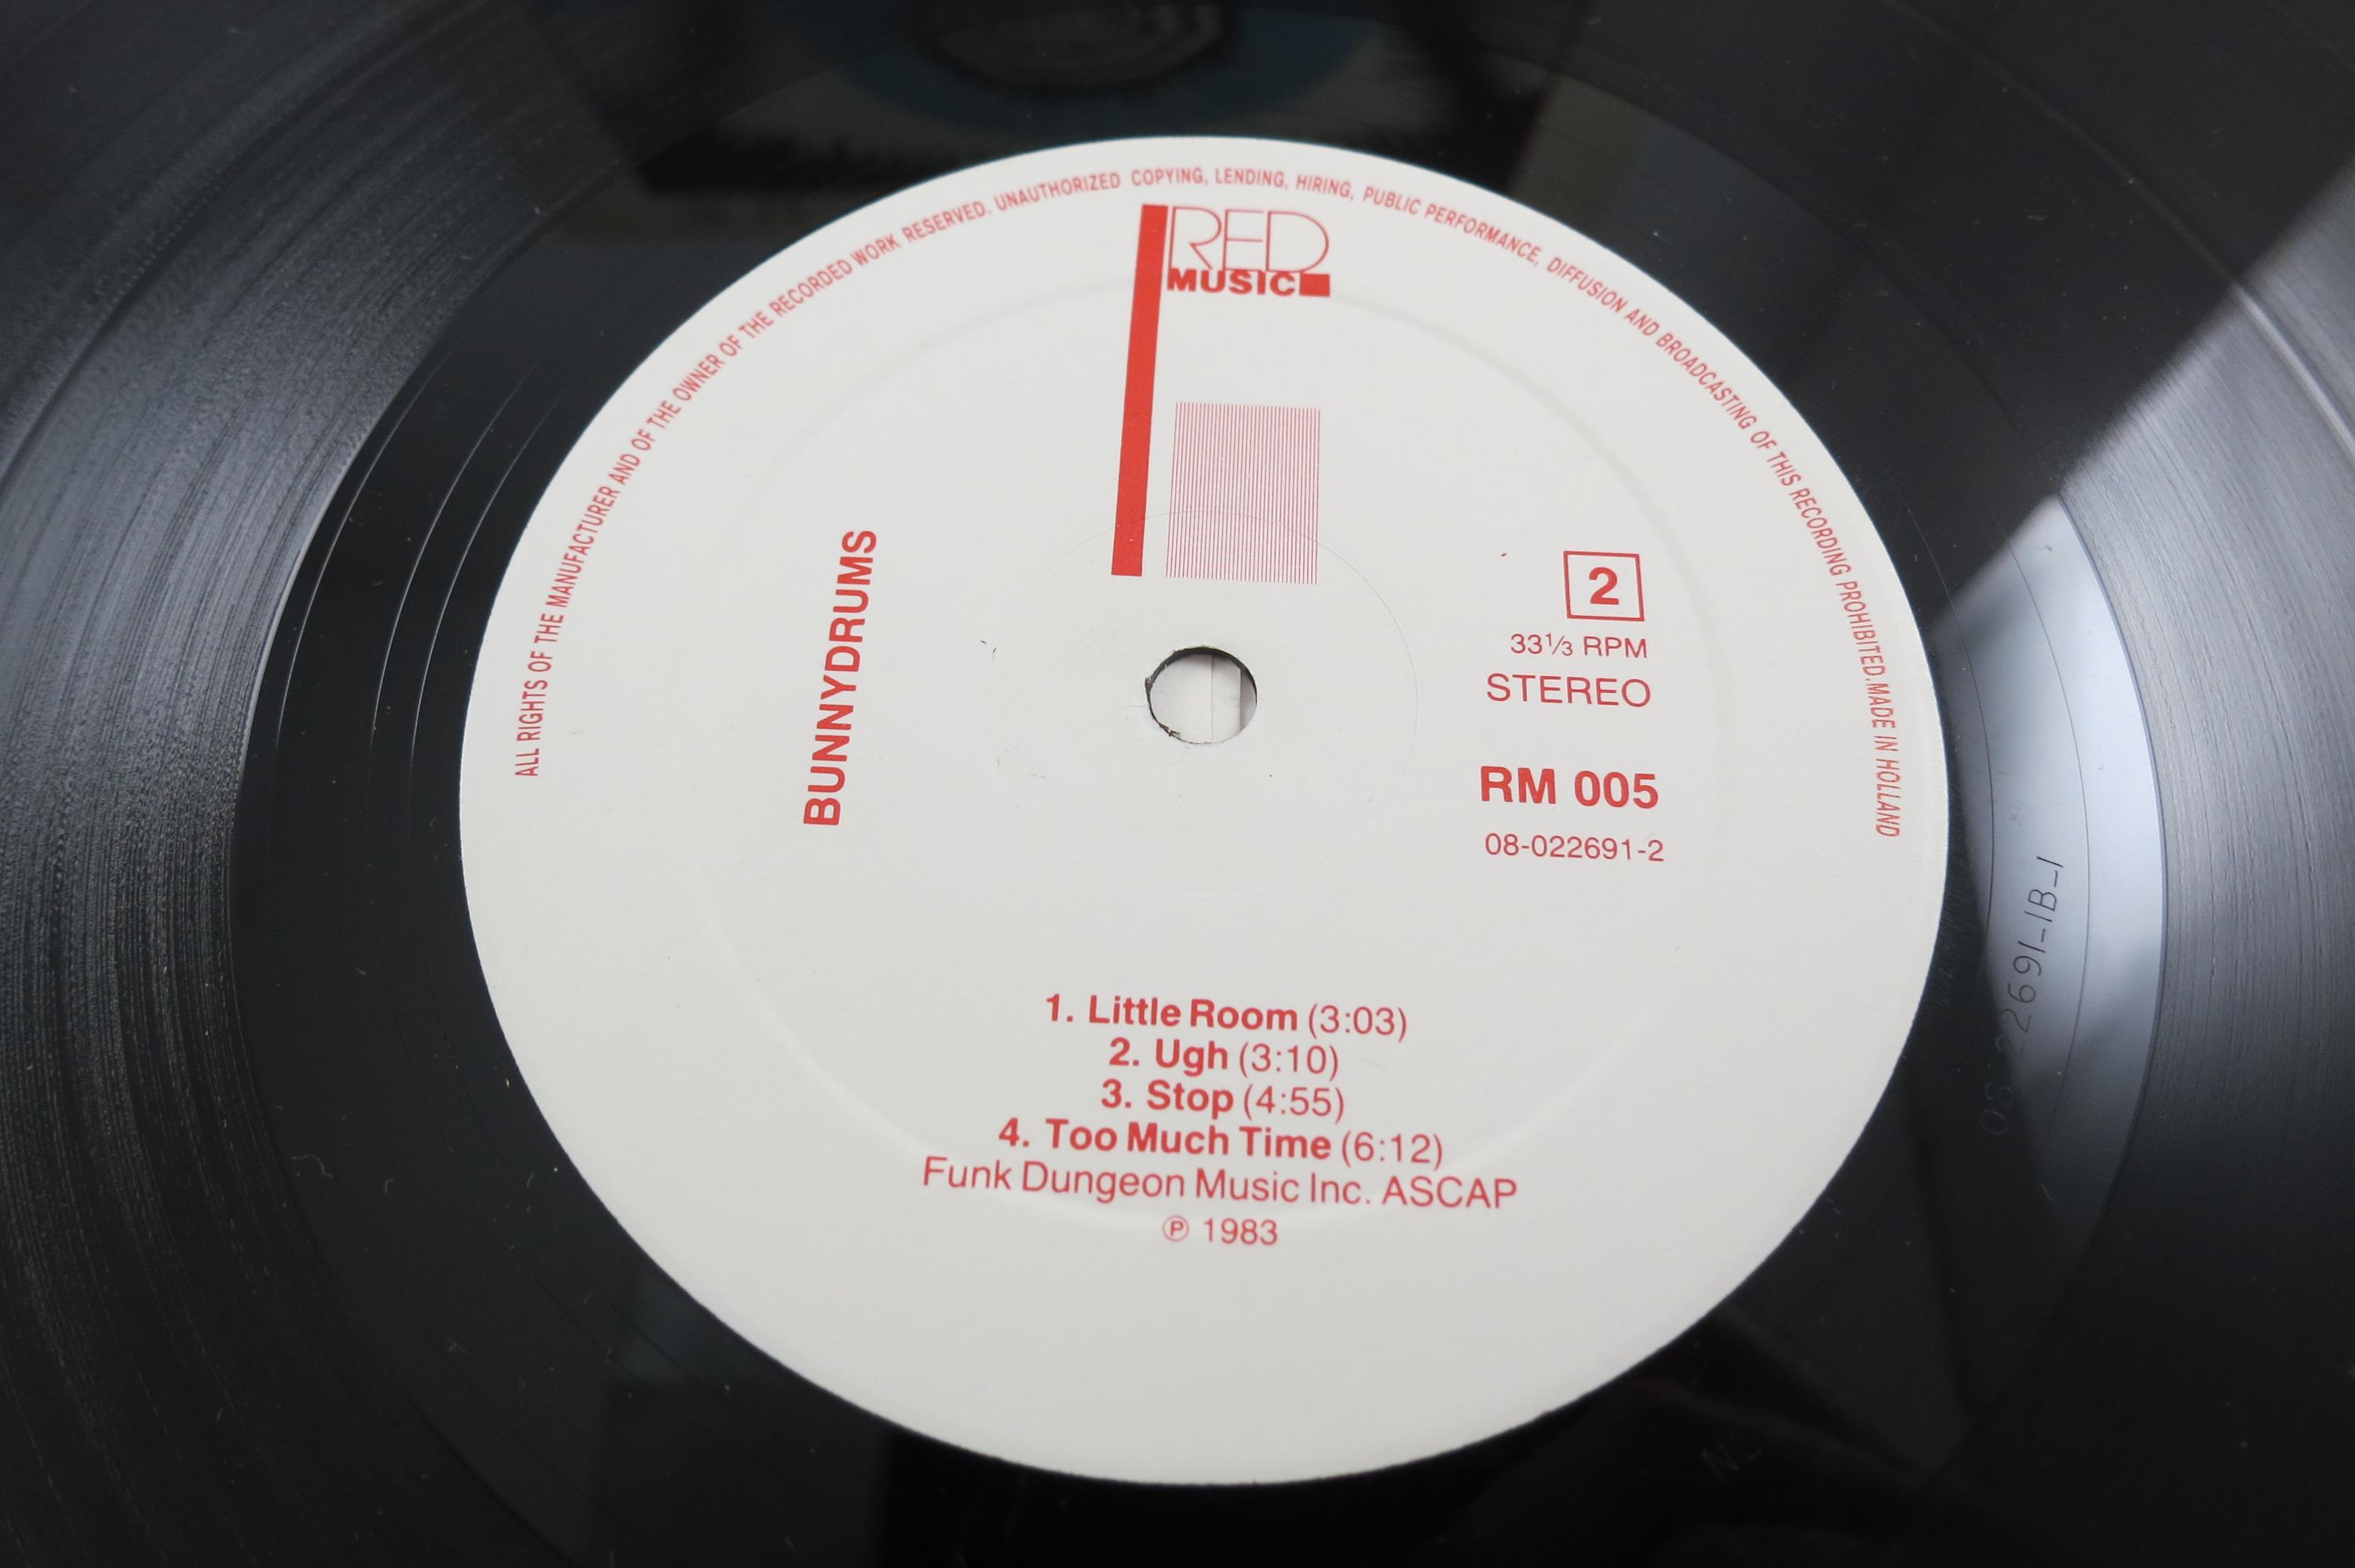 ALL RIGHTS OF THE MANUFACTURER AND OF THE OWNER OF THE RECORDED WORK RESERVED. UNAUTHORIZED COPYING, LENDING, HIRING, PUBLIC PERFORMANCE, DIFFUSION AND BROADCASTING OF THIS RECORDING PROHIBITED. MADE IN HOLLAND
RED
MUSIC
BUNNYDRUMS
2
33⅓ RPM
STEREO
RM 005
08-022691-2
1. Little Room (3:03)
2. Ugh (3:10)
3. Stop (4:55)
4. Too Much Time (6:12)
Funk Dungeon Music Inc. ASCAP
℗ 1983
NL